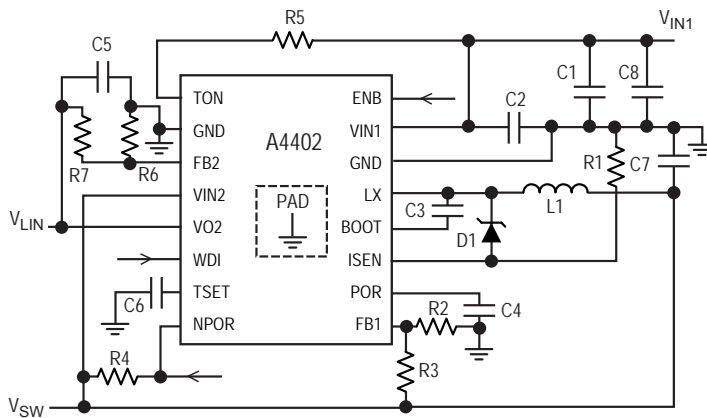 R5
VIN1
C5
TON
ENB
C1
C8
GND
A4402
VIN1
C2
R7
R6
FB2
GND
R1
C7
VIN2
PAD
LX
L1
VLIN
VO2
C3
BOOT
D1
WDI
ISEN
C6
TSET
POR
R2
C4
NPOR
FB1
R4
R3
VSW